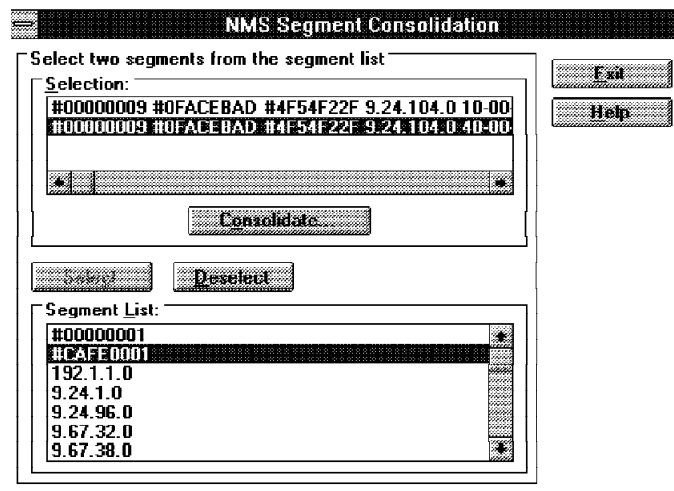 NMS Segment Consolidation
Select two segments from the segment list
Selection:
#00000009 #0FACEBAD #4F54F22F 9.24.104.0 10-00-
#00000009 #0FACEBAD #4F54F22F 9.24.104.0 40-00-
Consolidate...
Select
Deselect
Segment List:
#00000001
#CAFE0001
192.1.1.0
9.24.1.0
9.24.96.0
9.67.32.0
9.67.38.0
Exit
Help